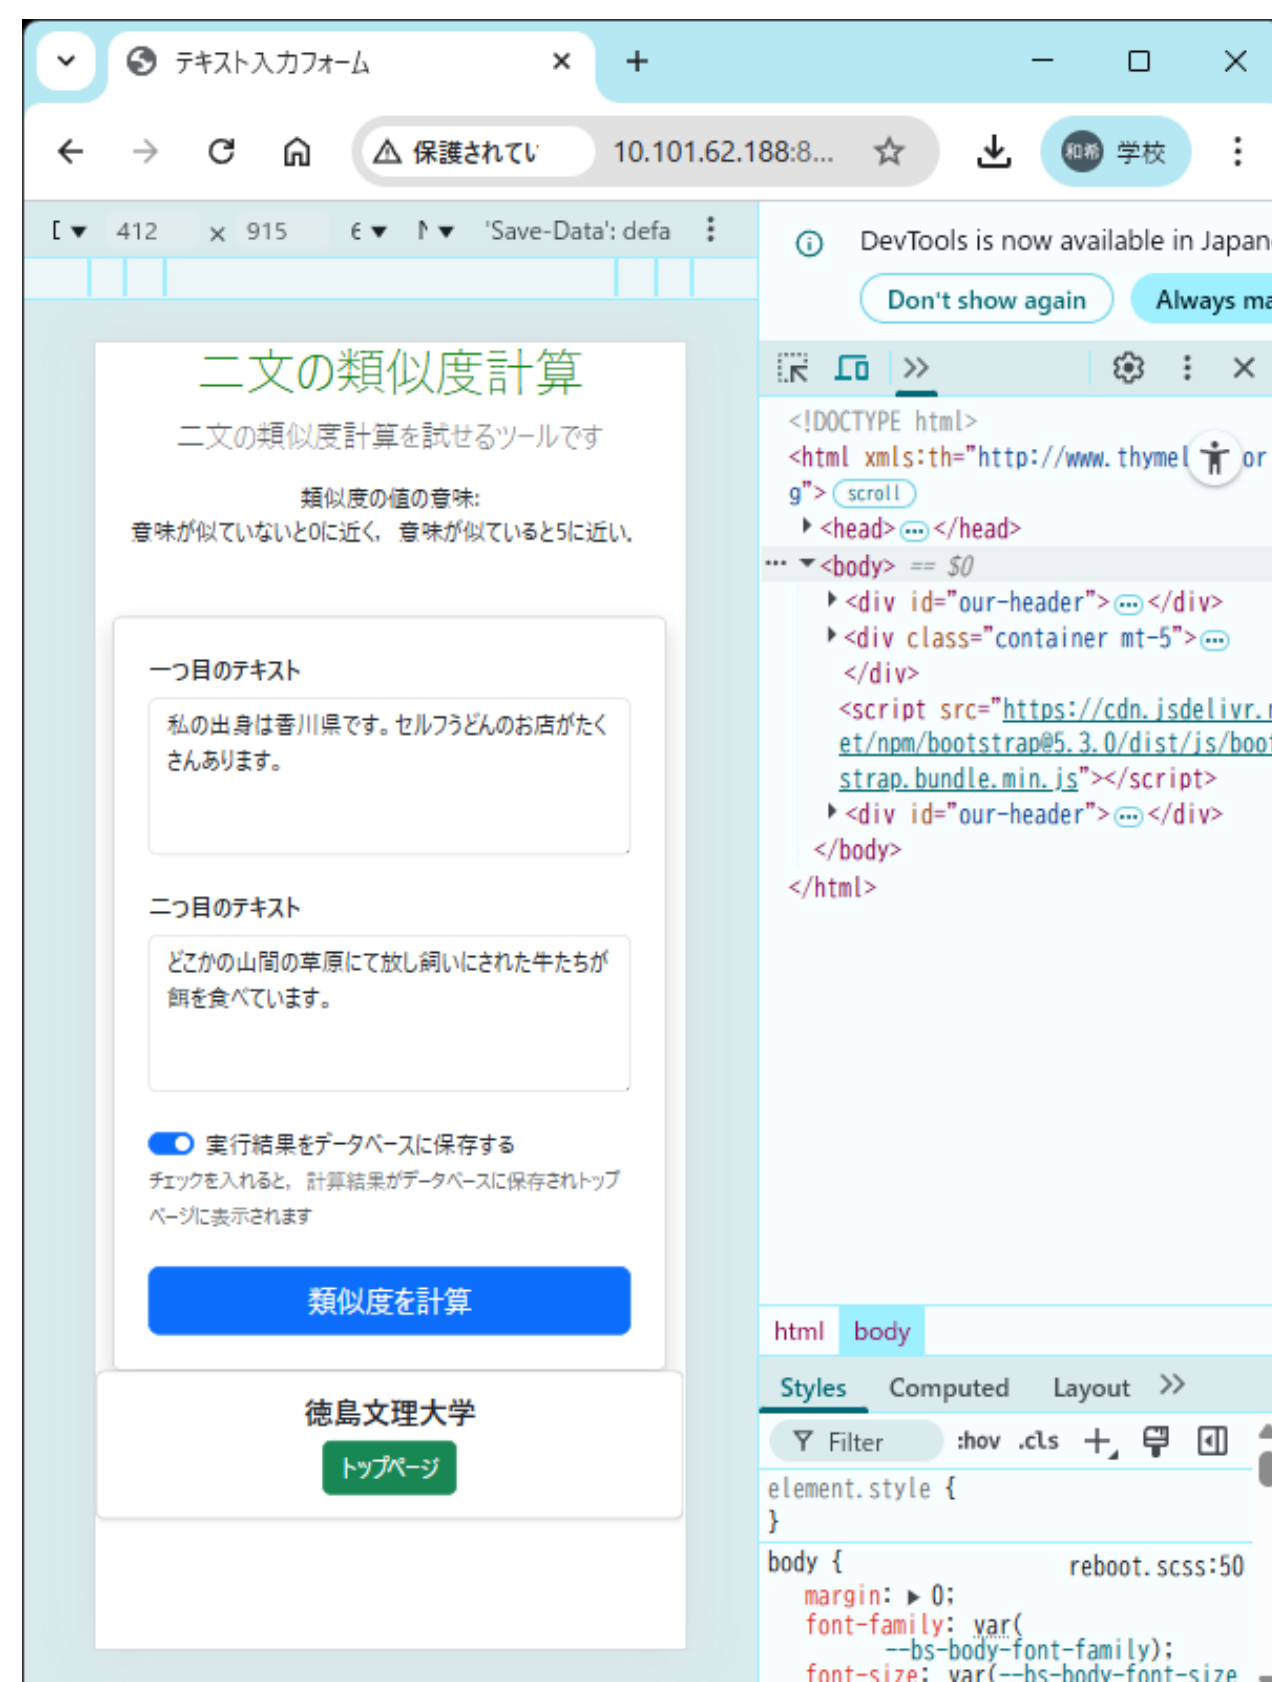 テキスト入力フォーム
保護されてい
10.101.62.188:8...
和希 学校
412 × 915 'Save-Data': defa
DevTools is now available in Japan
Don't show again
Always ma
二文の類似度計算
二文の類似度計算を試せるツールです
類似度の値の意味:
意味が似ていないと0に近く, 意味が似ていると5に近い.
一つ目のテキスト
私の出身は香川県です。セルフうどんのお店がたく
さんあります。
二つ目のテキスト
どこかの山間の草原にて放し飼いにされた牛たちが
餌を食べています。
実行結果をデータベースに保存する
チェックを入れると, 計算結果がデータベースに保存されトップ
ページに表示されます
類似度を計算
徳島文理大学
トップページ
<!DOCTYPE html>
<html xmls:th="http://www.thymel or
g"> scroll
<head> … </head>
… <body> == $0
<div id="our-header"> … </div>
<div class="container mt-5"> …
</div>
<script src="https://cdn.jsdelivr.n
et/npm/bootstrap@5.3.0/dist/js/boot
strap.bundle.min.js"></script>
<div id="our-header"> … </div>
</body>
</html>
html body
Styles Computed Layout
Filter :hov .cls
element.style {
}
body { reboot.scss:50
margin: ▶ 0;
font-family: var(
--bs-body-font-family);
font-size: var(--bs-body-font-size